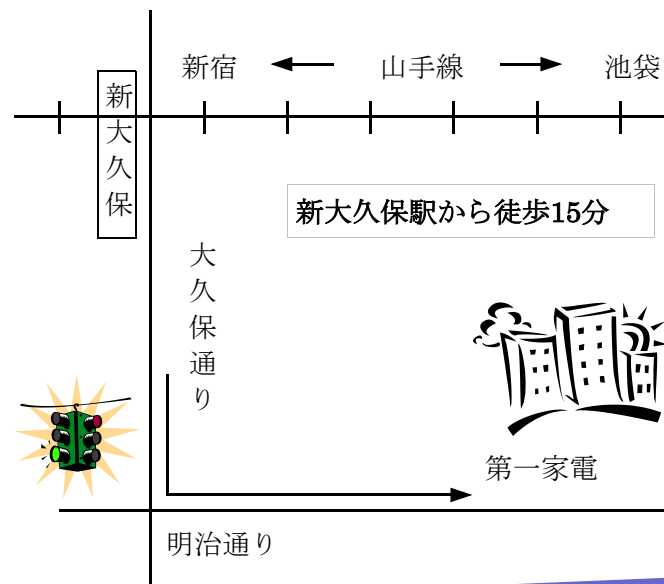 新宿
山手線
池袋
新大久保
新大久保駅から徒歩15分
大久保通り
第一家電
明治通り